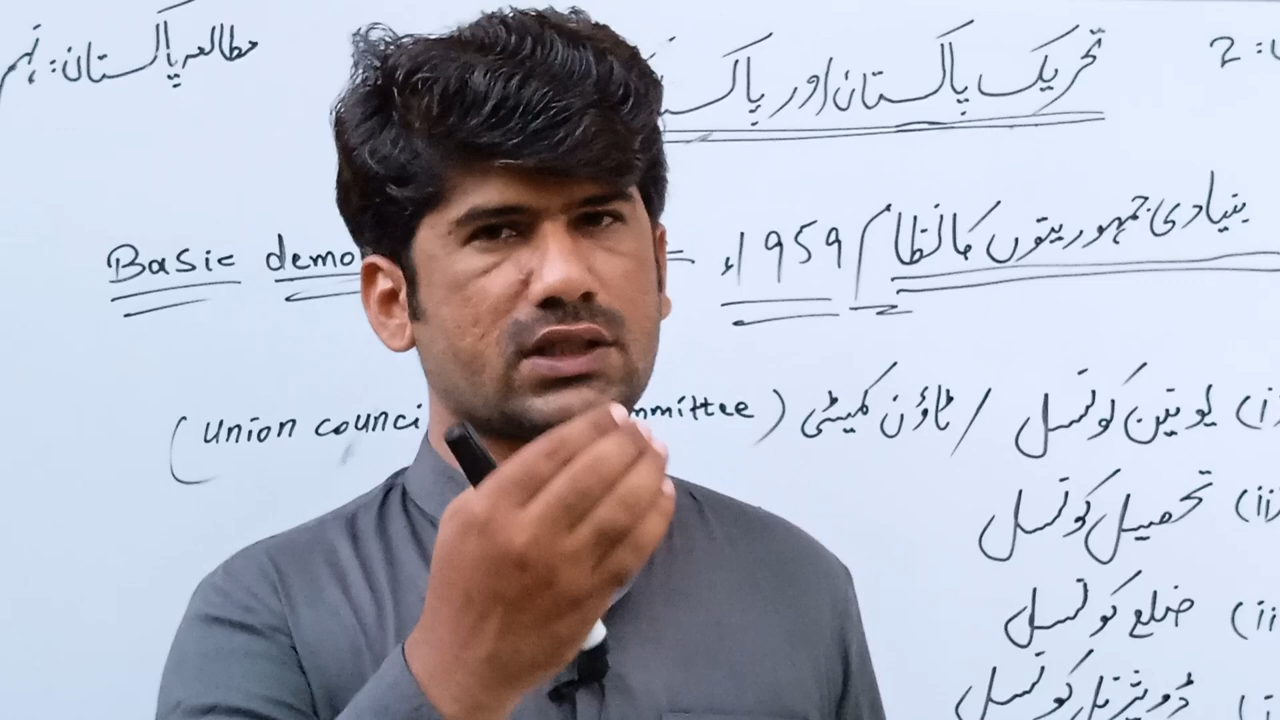 مطالعہ پاکستان: نہم
تحریک پاکستان اور پاکس
2 :
بنیادی جمہوریتوں کا نظام 1959ء = Basic demo
i) یونین کونسل / ٹاؤن کمیٹی (union counci mmittee)
(ii تحصیل کونسل
(ii ضلع کونسل
ڈویژنل کونسل